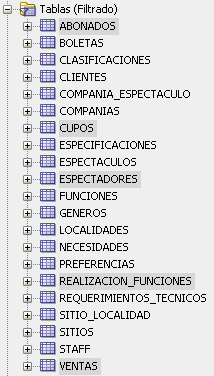 Tablas (Filtrado)
ABONADOS
BOLETAS
CLASIFICACIONES
CLIENTES
COMPANIA_ESPECTACULO
COMPANIAS
CUPOS
ESPECIFICACIONES
ESPECTACULOS
ESPECTADORES
FUNCIONES
GENEROS
LOCALIDADES
NECESIDADES
PREFERENCIAS
REALIZACION_FUNCIONES
REQUERIMIENTOS_TECNICOS
SITIO_LOCALIDAD
SITIOS
STAFF
VENTAS